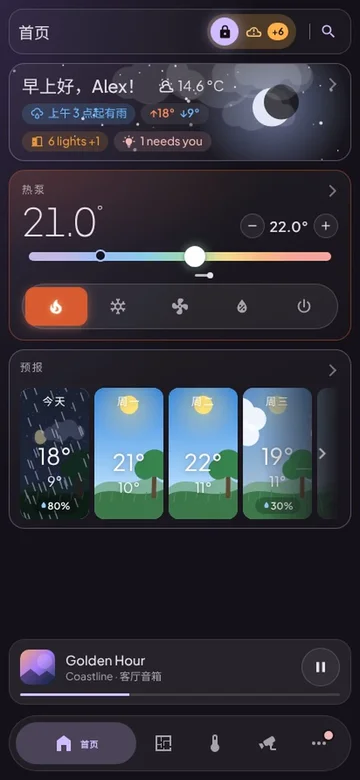 首页
+6
早上好，Alex！ 14.6 °C
上午 3 点起有雨 ↑18° ↓9°
6 lights +1 1 needs you
热泵
21.0°
22.0°
预报
今天 周一 周二 周三
18° 21° 22° 19°
9° 10° 11° 11°
80% 30%
Golden Hour
Coastline · 客厅音箱
首页